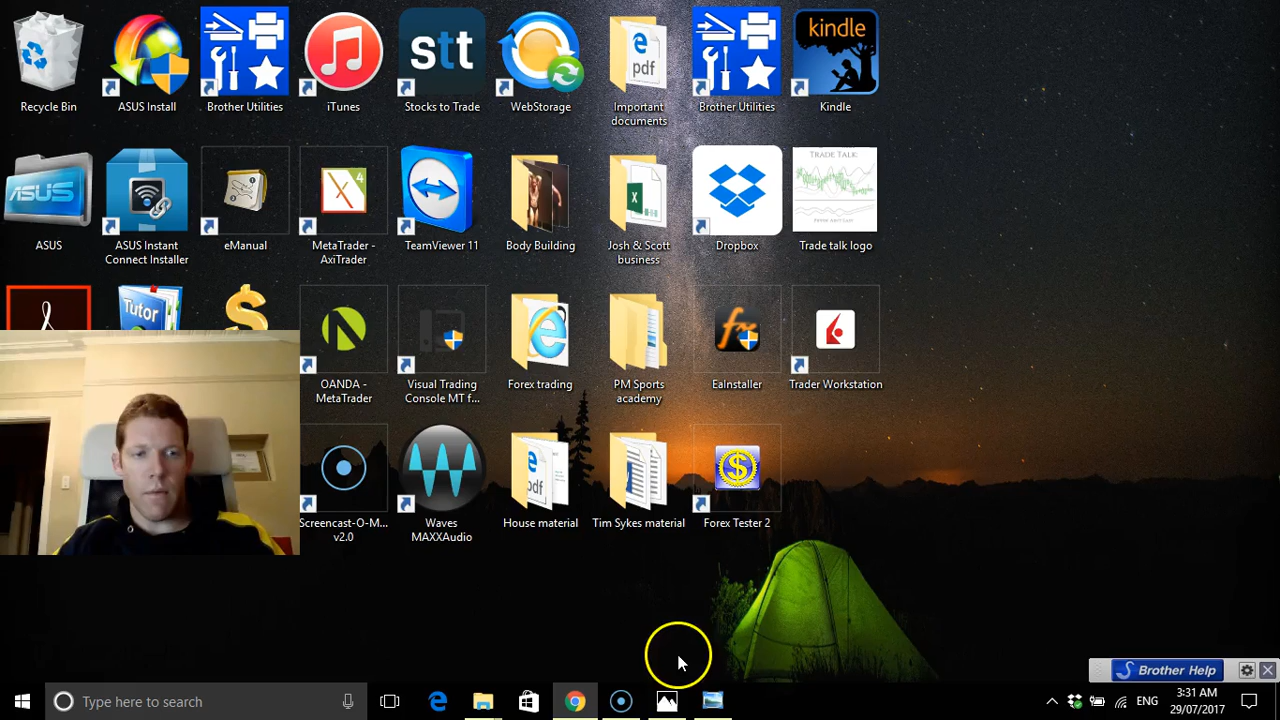 stt
kindle
Recycle Bin
ASUS Install
Brother Utilities
iTunes
Stocks to Trade
WebStorage
pdf
Important
documents
Brother Utilities
Kindle
ASUS
4
TRADE TALK:
ASUS
ASUS Instant
Connect Installer
eManual
MetaTrader -
AxiTrader
TeamViewer 11
Body Building
Josh & Scott
business
Dropbox
Trade talk logo
Tutor
fx
OANDA -
MetaTrader
Visual Trading
Console MT f...
Forex trading
PM Sports
academy
EaInstaller
Trader Workstation
pdf
Screencast-O-M...
v2.0
Waves
MAXXAudio
House material
Tim Sykes material
Forex Tester 2
Brother Help
Type here to search
ENG
3:31 AM
29/07/2017